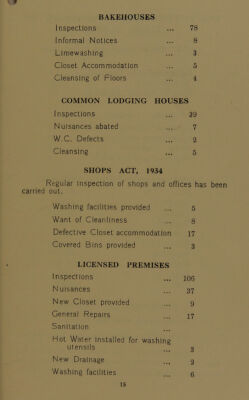 BAKEHOUSES
Inspections ... 78
Informal Notices ... 8
Limewashing ... 3
Closet Accommodation ... 5
Cleansing of Floors ... 4
COMMON LODGING HOUSES
Inspections ... 39
Nuisances abated ... 7
W.C. Defects ... 2
Cleansing ... 5
SHOPS ACT, 1934
Regular inspection of shops and offices has been
carried out.
Washing facilities provided ... 5
Want of Cleanliness ... 8
Defective Closet accommodation 17
Covered Bins provided ... 3
LICENSED PREMISES
Inspections ... 106
Nuisances ... 37
New Closet provided ... 9
General Repairs ... 17
Sanitation ...
Hot Water installed for washing
utensils ... 3
New Drainage ... 3
Washing facilities ... 6
15